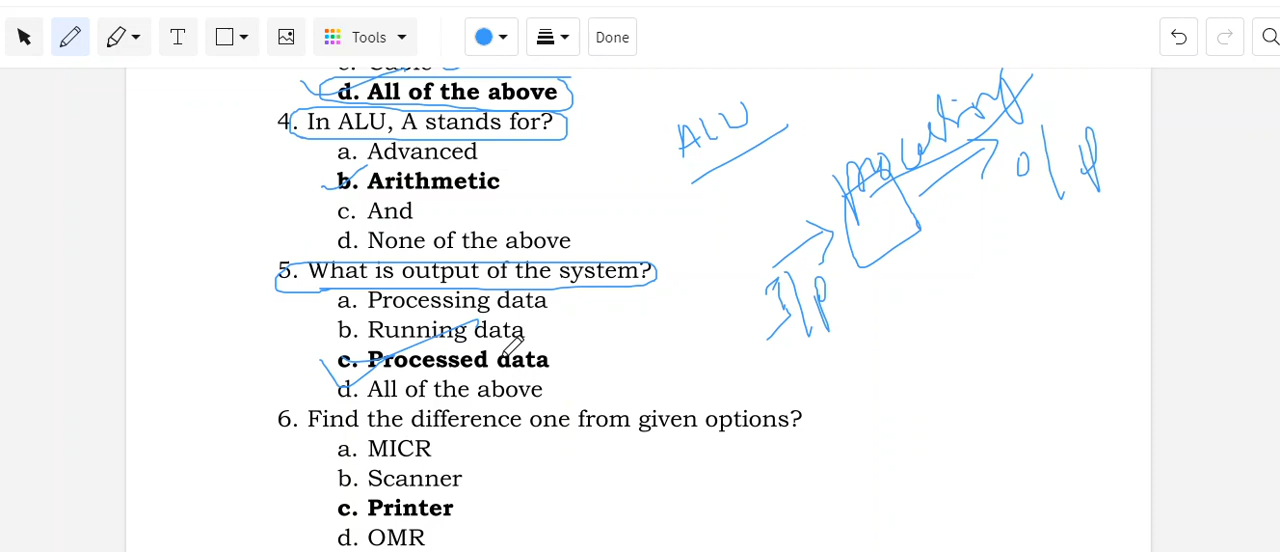 T
Tools
Done
d. All of the above
4. In ALU, A stands for?
a. Advanced
b. Arithmetic
c. And
d. None of the above
5. What is output of the system?
a. Processing data
b. Running data
c. Processed data
d. All of the above
6. Find the difference one from given options?
a. MICR
b. Scanner
c. Printer
d. OMR
ALU
I/P
O/P